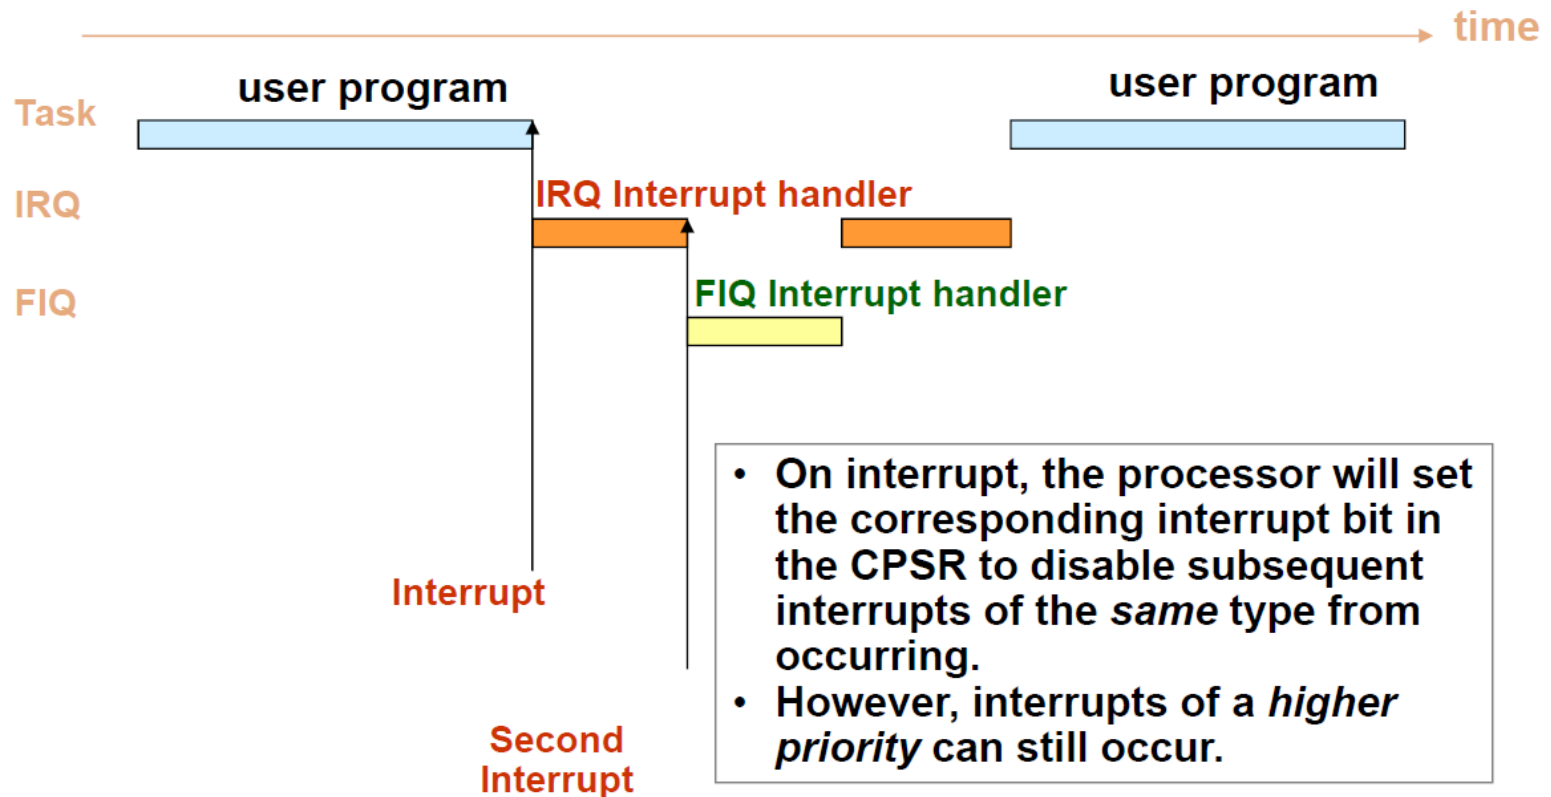 time
user program
user program
Task
IRQ Interrupt handler
IRQ
FIQ Interrupt handler
FIQ
• On interrupt, the processor will set
the corresponding interrupt bit in
the CPSR to disable subsequent
interrupts of the same type from
occurring.
• However, interrupts of a higher
priority can still occur.
Interrupt
Second
Interrupt